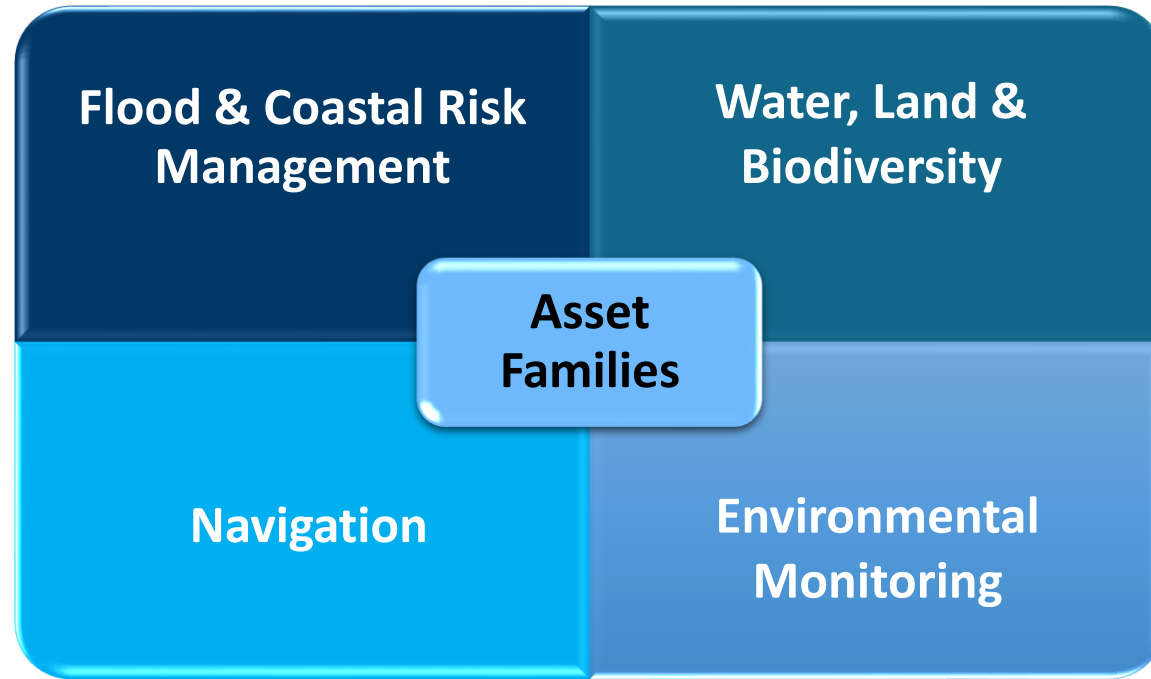 Flood & Coastal Risk
Management
Water, Land &
Biodiversity
Asset
Families
Navigation
Environmental
Monitoring